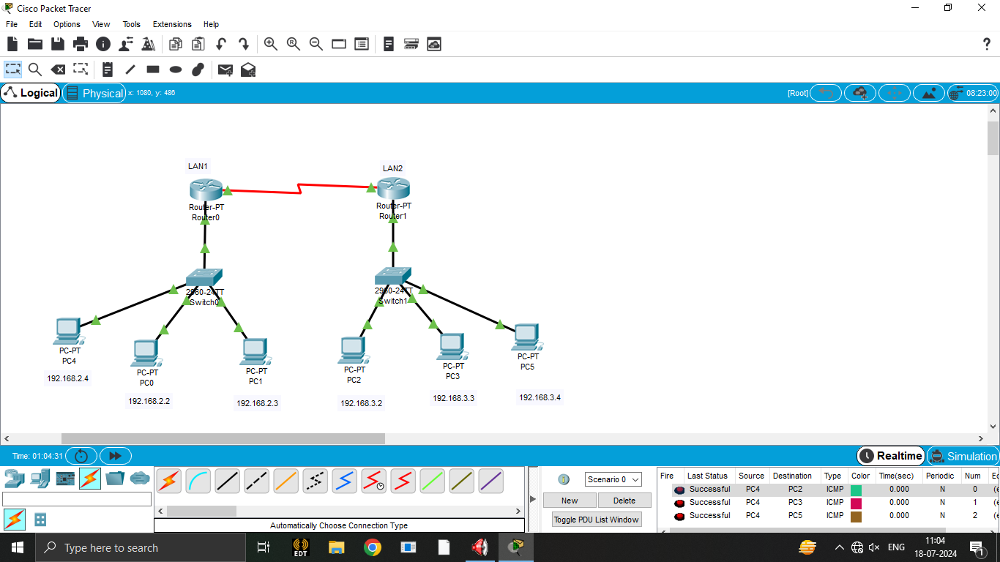 Cisco Packet Tracer
File Edit Options View Tools Extensions Help
Logical Physical x: 1080, y: 486 [Root] 08:23:00
LAN1
LAN2
Router-PT
Router0
Router-PT
Router1
2960-24TT
Switch0
2960-24TT
Switch1
PC-PT
PC4
192.168.2.4
PC-PT
PC0
192.168.2.2
PC-PT
PC1
192.168.2.3
PC-PT
PC2
192.168.3.2
PC-PT
PC3
192.168.3.3
PC-PT
PC5
192.168.3.4
Time: 01:04:31 Realtime Simulation
Scenario 0
New Delete
Toggle PDU List Window
Automatically Choose Connection Type
Fire Last Status Source Destination Type Color Time(sec) Periodic Num Ec
Successful PC4 PC2 ICMP 0.000 N 0 (e
Successful PC4 PC3 ICMP 0.000 N 1 (e
Successful PC4 PC5 ICMP 0.000 N 2 (e
Type here to search
EDT
ENG
11:04
18-07-2024
1